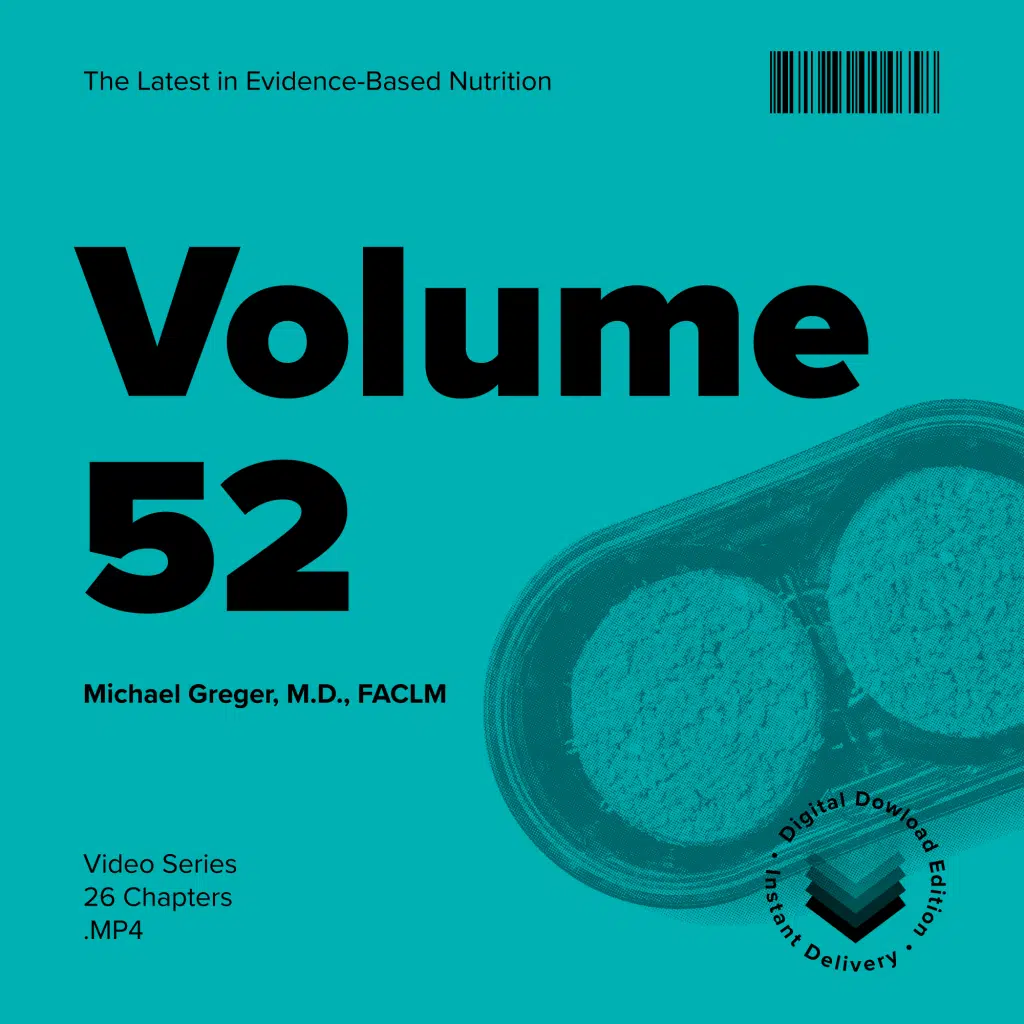 The Latest in Evidence-Based Nutrition
Volume
52
Michael Greger, M.D., FACLM
Video Series
26 Chapters
.MP4
• Digital Dowload Edition • Instant Delivery